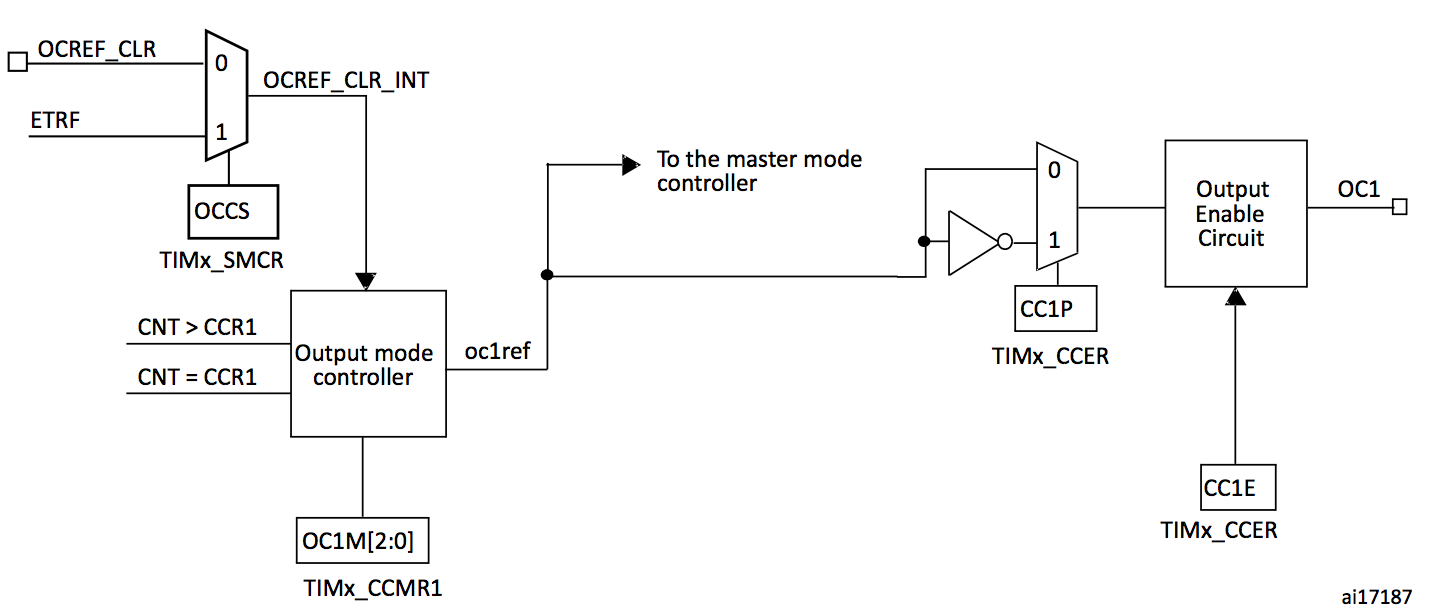 OCREF_CLR
0
OCREF_CLR_INT
ETRF
1
OCCS
TIMx_SMCR
CNT > CCR1
CNT = CCR1
Output mode
controller
oc1ref
OC1M[2:0]
TIMx_CCMR1
To the master mode
controller
0
1
CC1P
TIMx_CCER
Output
Enable
Circuit
OC1
CC1E
TIMx_CCER
ai17187